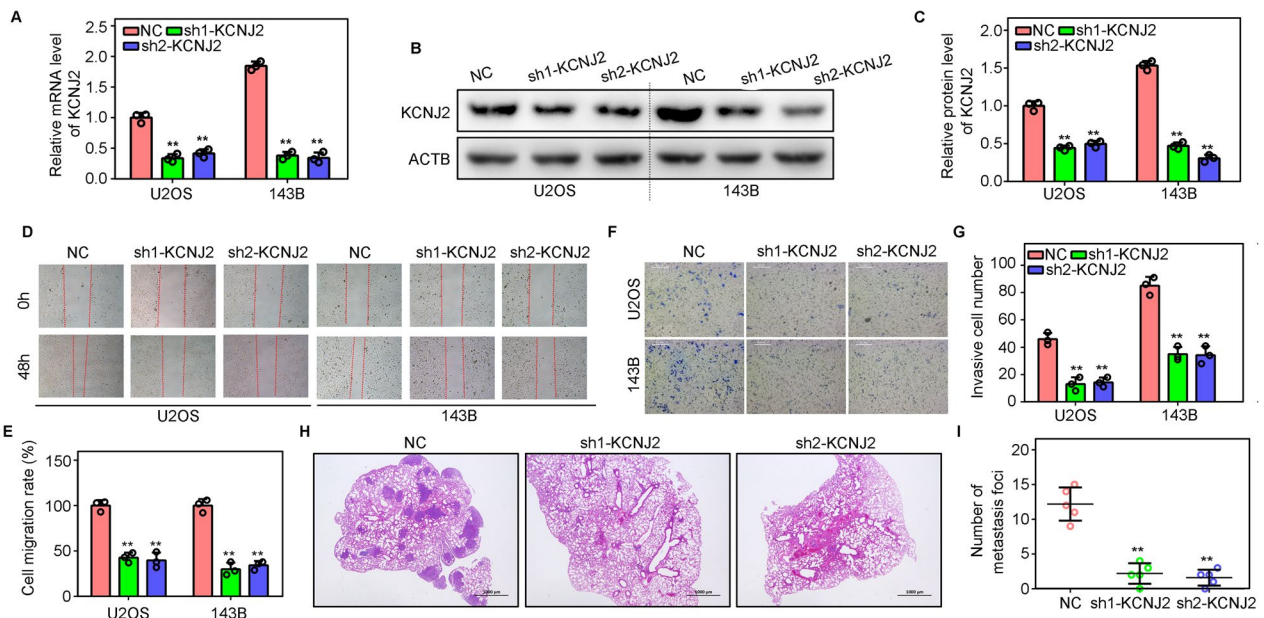 A
Relative mRNA level
of KCNJ2
2.5
2.0
1.5
1.0
0.5
0.0
NC sh1-KCNJ2
sh2-KCNJ2
** **
** **
U2OS 143B
B
NC sh1-KCNJ2 sh2-KCNJ2 NC sh1-KCNJ2 sh2-KCNJ2
KCNJ2
ACTB
U2OS 143B
C
Relative protein level
of KCNJ2
2.0
1.5
1.0
0.5
0.0
NC sh1-KCNJ2
sh2-KCNJ2
** **
** **
U2OS 143B
D
NC sh1-KCNJ2 sh2-KCNJ2 NC sh1-KCNJ2 sh2-KCNJ2
0h
48h
U2OS 143B
F
NC sh1-KCNJ2 sh2-KCNJ2
U2OS
143B
G
Invasive cell number
100
80
60
40
20
0
NC sh1-KCNJ2
sh2-KCNJ2
** **
** **
U2OS 143B
E
Cell migration rate (%)
150
100
50
0
** **
** **
U2OS 143B
H
NC sh1-KCNJ2 sh2-KCNJ2
1000 µm 1000 µm 1000 µm
I
Number of
metastasis foci
20
15
10
5
0
** **
NC sh1-KCNJ2 sh2-KCNJ2